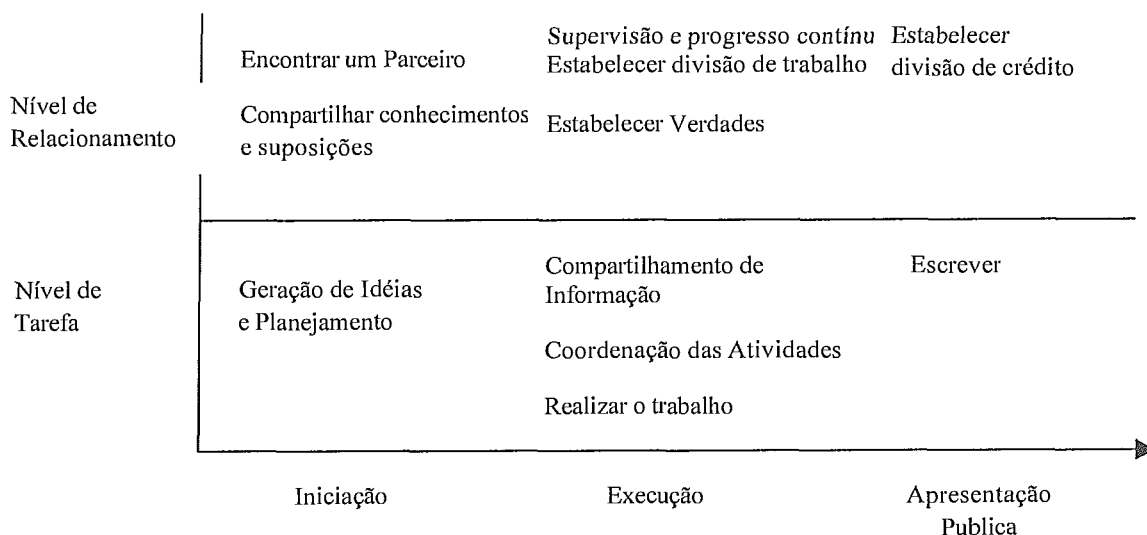 Nível de
Relacionamento
Encontrar um Parceiro
Compartilhar conhecimentos
e suposições
Supervisão e progresso contínu
Estabelecer divisão de trabalho
Estabelecer Verdades
Estabelecer
divisão de crédito
Nível de
Tarefa
Geração de Idéias
e Planejamento
Compartilhamento de
Informação
Coordenação das Atividades
Realizar o trabalho
Escrever
Iniciação
Execução
Apresentação
Publica